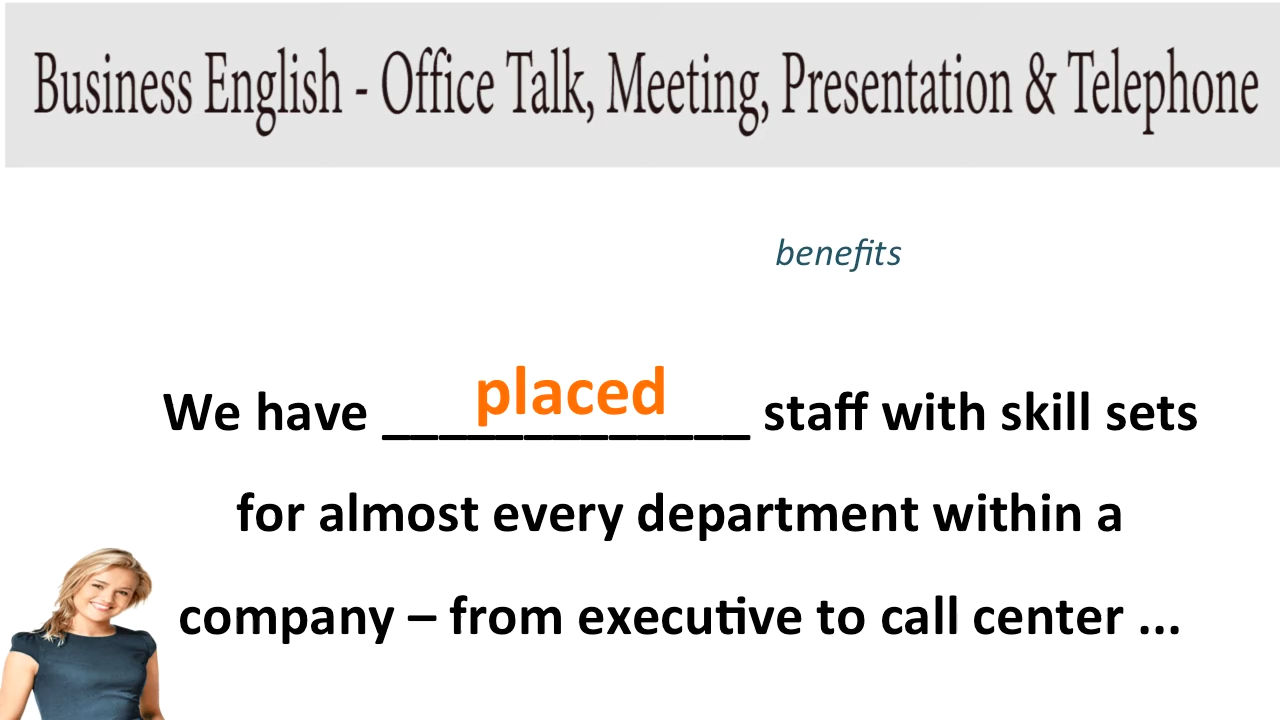 Business English - Office Talk, Meeting, Presentation & Telephone
benefits
We have _____________ staff with skill sets
placed
for almost every department within a
company – from executive to call center ...